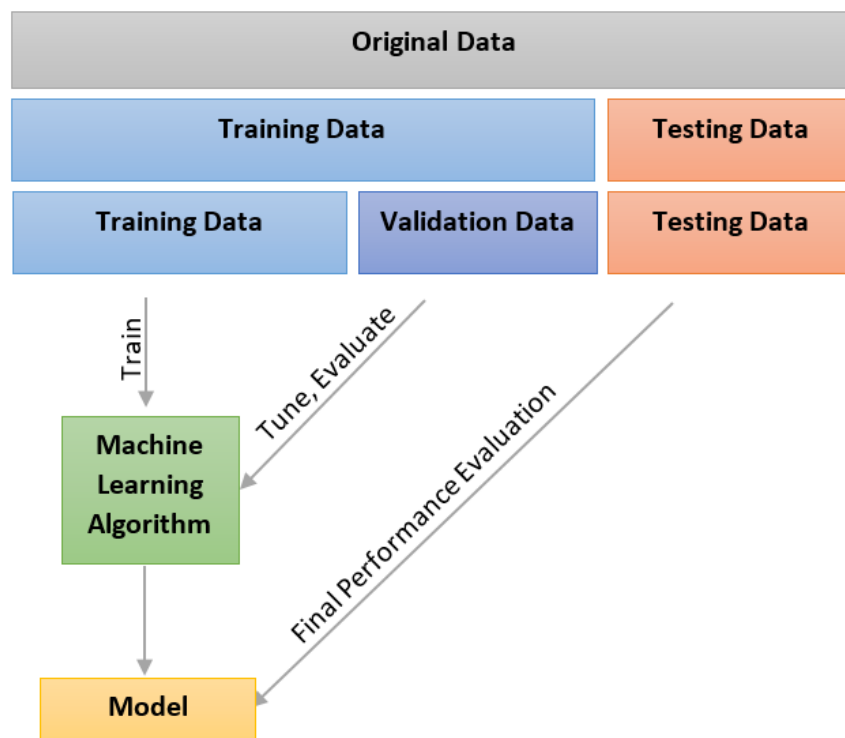 Original Data
Training Data
Testing Data
Training Data
Validation Data
Testing Data
Train
Tune, Evaluate
Final Performance Evaluation
Machine
Learning
Algorithm
Model